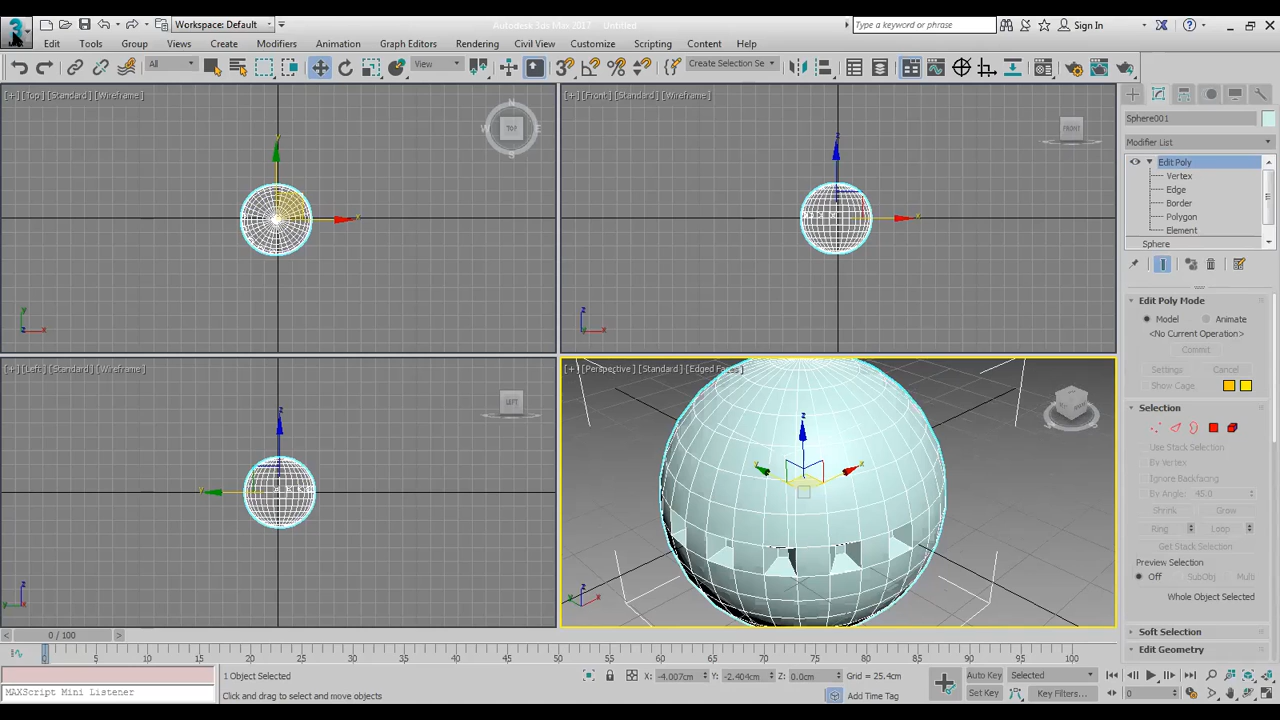 Workspace: Default
Autodesk 3ds Max 2017 Untitled
Type a keyword or phrase
Sign In
Edit Tools Group Views Create Modifiers Animation Graph Editors Rendering Civil View Customize Scripting Content Help
All
View
Create Selection Se
[+] [Top] [Standard] [Wireframe]
N
W TOP E
S
y
x
y
z x
[+] [Front] [Standard] [Wireframe]
FRONT
z
x
z
y x
[+] [Left] [Standard] [Wireframe]
LEFT
z
y
z
y x
[+] [Perspective] [Standard] [Edged Faces]
z
y x
z
y x
Sphere001
Modifier List
Edit Poly
Vertex
Edge
Border
Polygon
Element
Sphere
Edit Poly Mode
Model Animate
<No Current Operation>
Commit
Settings Cancel
Show Cage
Selection
Use Stack Selection
By Vertex
Ignore Backfacing
By Angle: 45.0
Shrink Grow
Ring Loop
Get Stack Selection
Preview Selection
Off SubObj Multi
Whole Object Selected
Soft Selection
Edit Geometry
0 / 100
0 5 10 15 20 25 30 35 40 45 50 55 60 65 70 75 80 85 90 95 100
MAXScript Mini Listener
1 Object Selected
Click and drag to select and move objects
X: -4.007cm Y: -2.404cm Z: 0.0cm Grid = 25.4cm
Add Time Tag
Auto Key Selected
Set Key Key Filters...
0